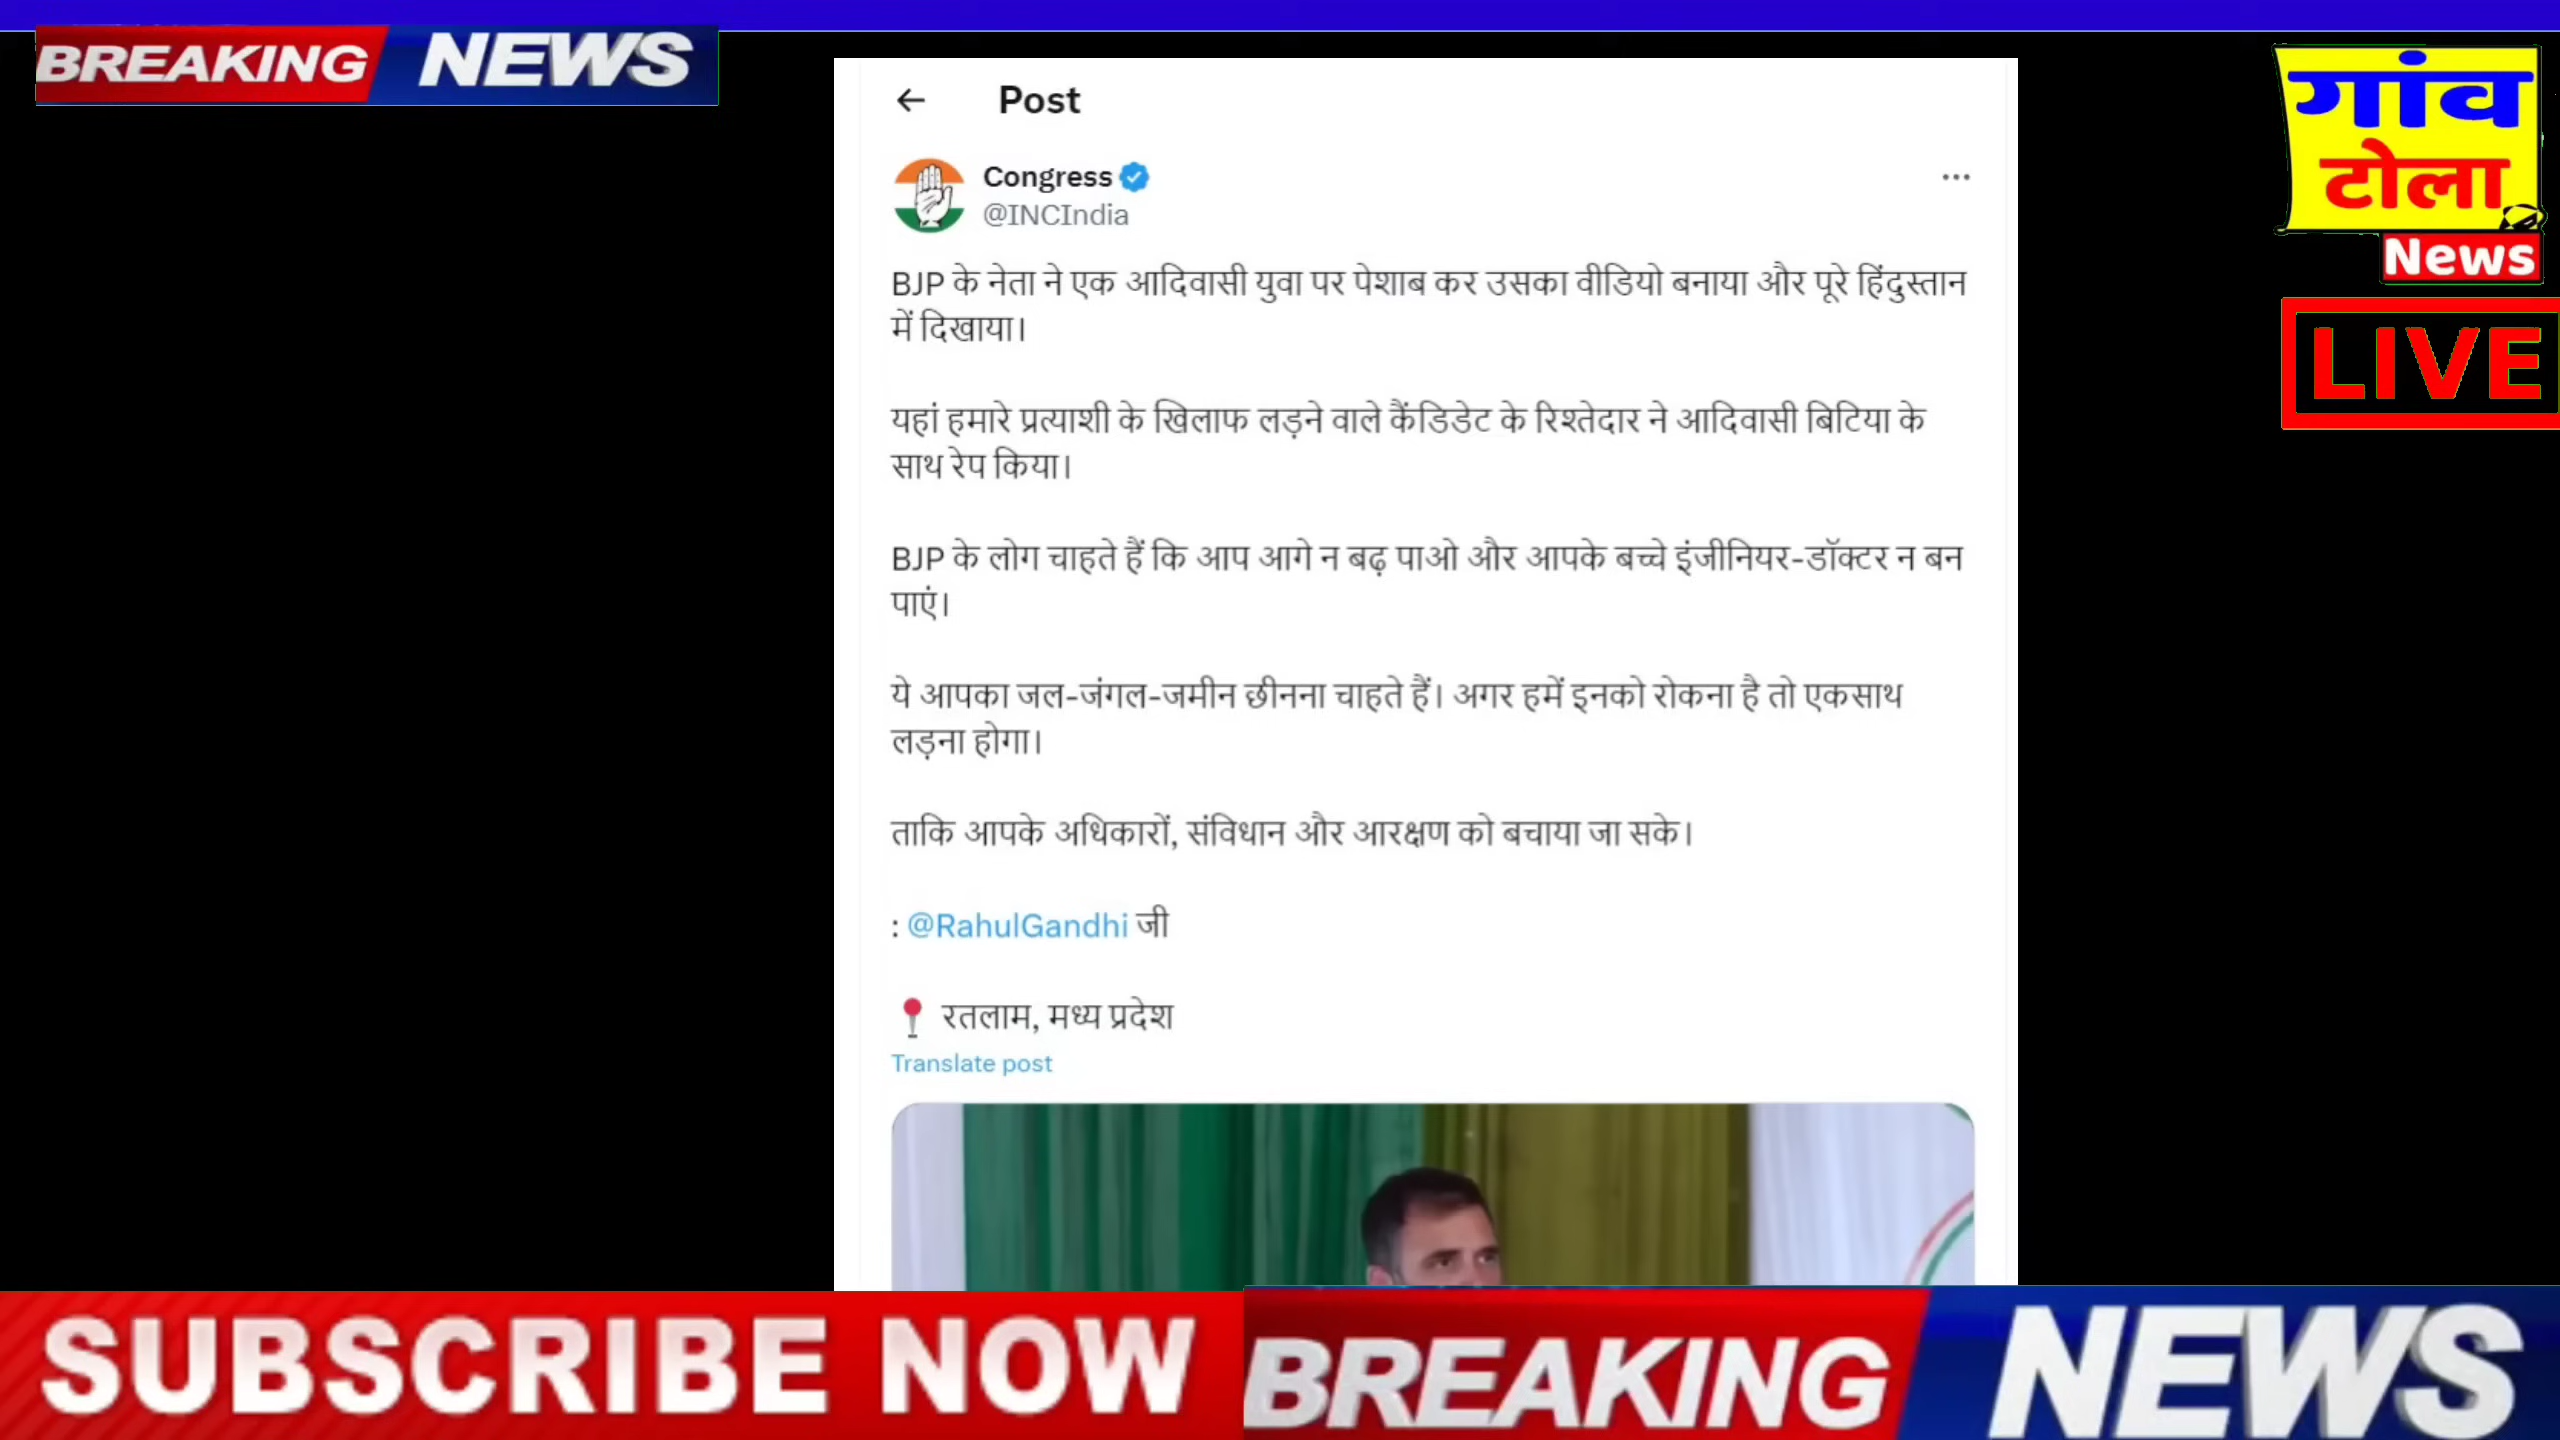 BREAKING NEWS
गांव
टोला
News
LIVE
Post
Congress
@INCIndia
BJP के नेता ने एक आदिवासी युवा पर पेशाब कर उसका वीडियो बनाया और पूरे हिंदुस्तान
में दिखाया।
यहां हमारे प्रत्याशी के खिलाफ लड़ने वाले कैंडिडेट के रिश्तेदार ने आदिवासी बिटिया के
साथ रेप किया।
BJP के लोग चाहते हैं कि आप आगे न बढ़ पाओ और आपके बच्चे इंजीनियर-डॉक्टर न बन
पाएं।
ये आपका जल-जंगल-जमीन छीनना चाहते हैं। अगर हमें इनको रोकना है तो एकसाथ
लड़ना होगा।
ताकि आपके अधिकारों, संविधान और आरक्षण को बचाया जा सके।
: @RahulGandhi जी
रतलाम, मध्य प्रदेश
Translate post
SUBSCRIBE NOW BREAKING NEWS